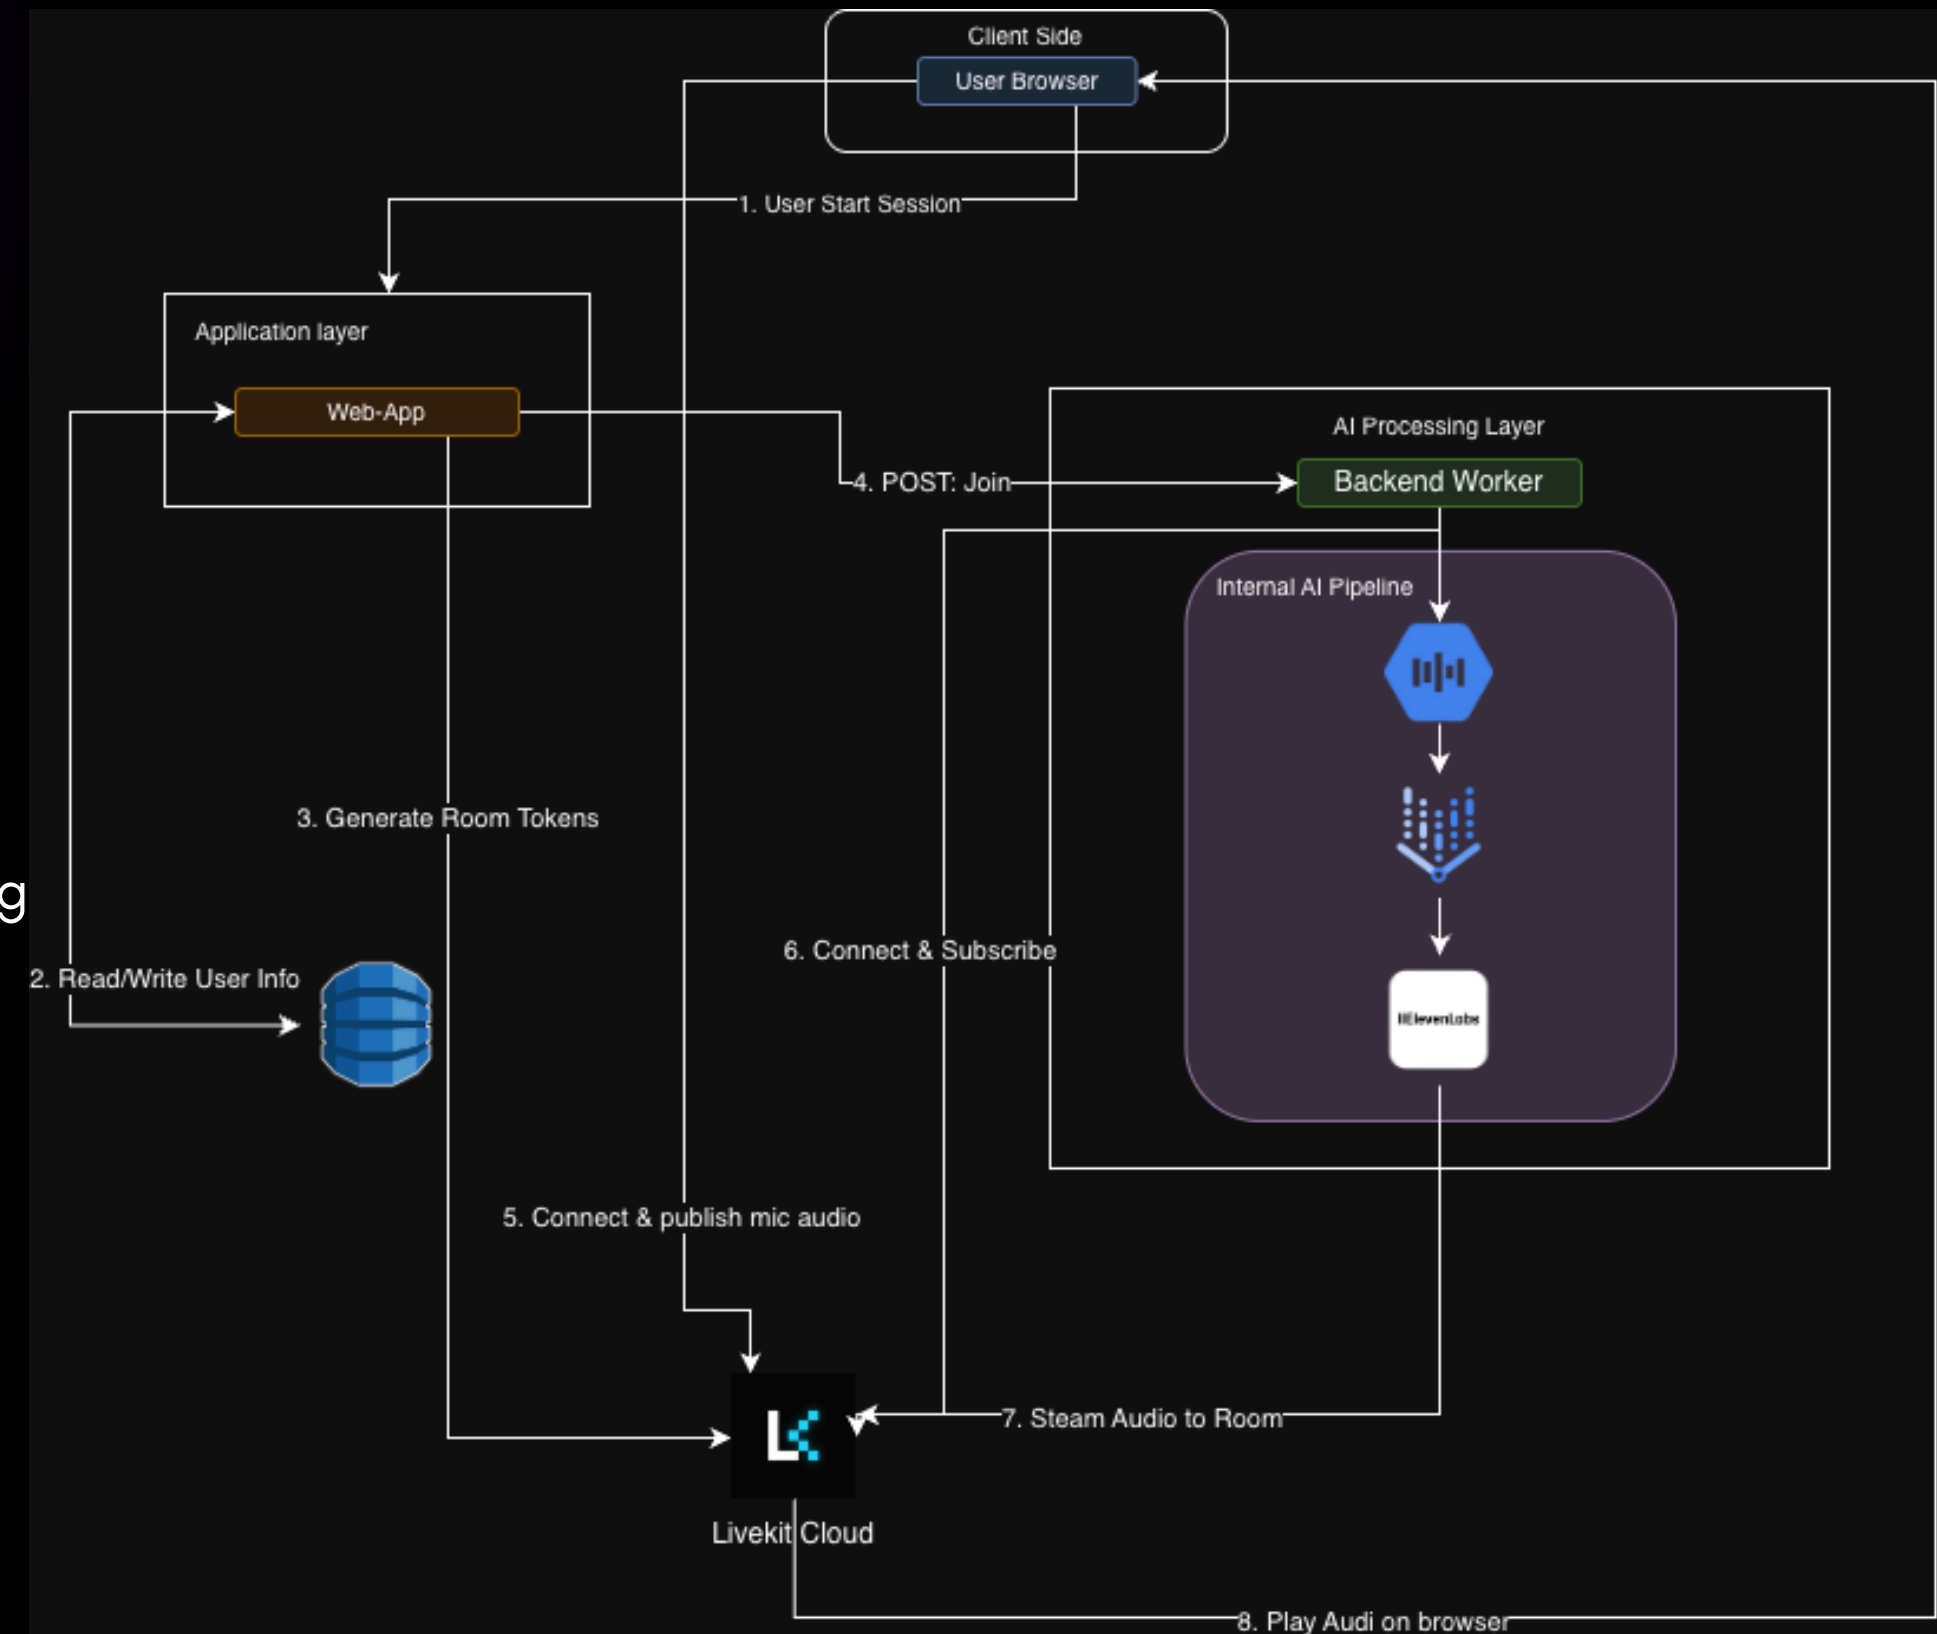 Client Side
User Browser
1. User Start Session
Application layer
Web-App
AI Processing Layer
4. POST: Join
Backend Worker
Internal AI Pipeline
3. Generate Room Tokens
g
6. Connect & Subscribe
2. Read/Write User Info
IIElevenLabs
5. Connect & publish mic audio
7. Steam Audio to Room
LK
Livekit Cloud
8. Play Audi on browser